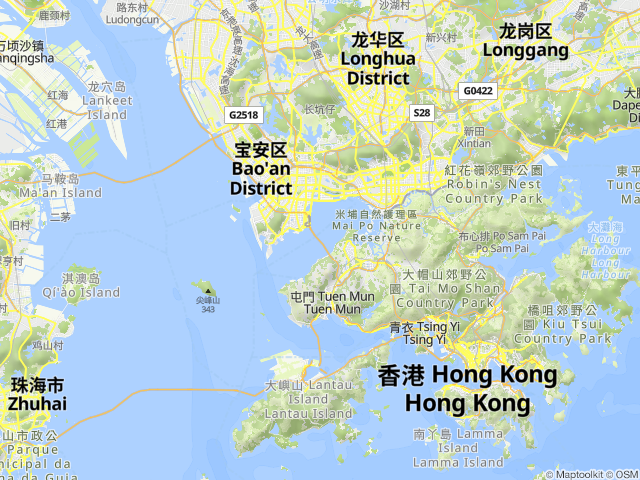 鹿颈村
路东村
Ludongcun
沙湖村
新兴村
龙华区
Longhua
District
龙岗区
Longgang
万顷沙镇
anqingsha
龙穴岛
Lankeet
Island
红海
红港
G2518
长坑仔
S28
G0422
新田
Xintian
大鵬
Dape
Di
宝安区
Bao'an
District
马鞍岛
Ma'an Island
二茅
旧村
紅花嶺郊野公園
Robin's Nest
Country Park
東平
Tung
Ma
米埔自然護理區
Mai Po Nature
Reserve
布心排 Po Sam Pai
Po Sam Pai
大灘海
Long
Harbour
Long
Harbour
淇澳岛
Qi'ao Island
尖峰山
343
大帽山郊野公
園 Tai Mo Shan
Country Park
屯門 Tuen Mun
Tuen Mun
橋咀郊野公
園 Kiu Tsui
Country Park
青衣 Tsing Yi
Tsing Yi
鸡山村
珠海市
Zhuhai
大嶼山 Lantau
Island
Lantau Island
香港 Hong Kong
Hong Kong
南丫島 Lamma
Island
Lamma Island
山市政公
Parque
nicipal da
na da Guia
© Maptoolkit © OSM